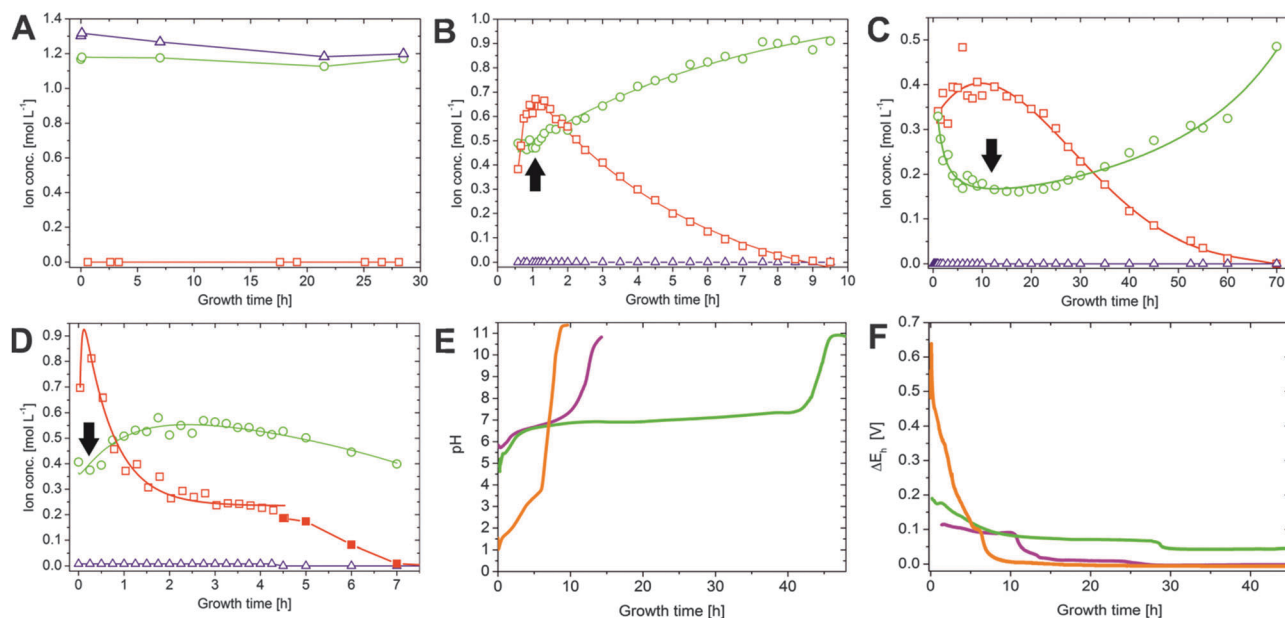 A
Ion conc. [mol L⁻¹]
1.4
1.2
1.0
0.8
0.6
0.4
0.2
0.0
0 5 10 15 20 25 30
Growth time [h]
B
Ion conc. [mol L⁻¹]
1.0
0.9
0.8
0.7
0.6
0.5
0.4
0.3
0.2
0.1
0.0
0 1 2 3 4 5 6 7 8 9 10
Growth time [h]
C
Ion conc. [mol L⁻¹]
0.5
0.4
0.3
0.2
0.1
0.0
0 10 20 30 40 50 60 70
Growth time [h]
D
Ion conc. [mol L⁻¹]
0.9
0.8
0.7
0.6
0.5
0.4
0.3
0.2
0.1
0.0
0 1 2 3 4 5 6 7
Growth time [h]
E
pH
11
10
9
8
7
6
5
4
3
2
1
0
0 10 20 30 40
Growth time [h]
F
ΔEₕ [V]
0.7
0.6
0.5
0.4
0.3
0.2
0.1
0.0
0 10 20 30 40
Growth time [h]